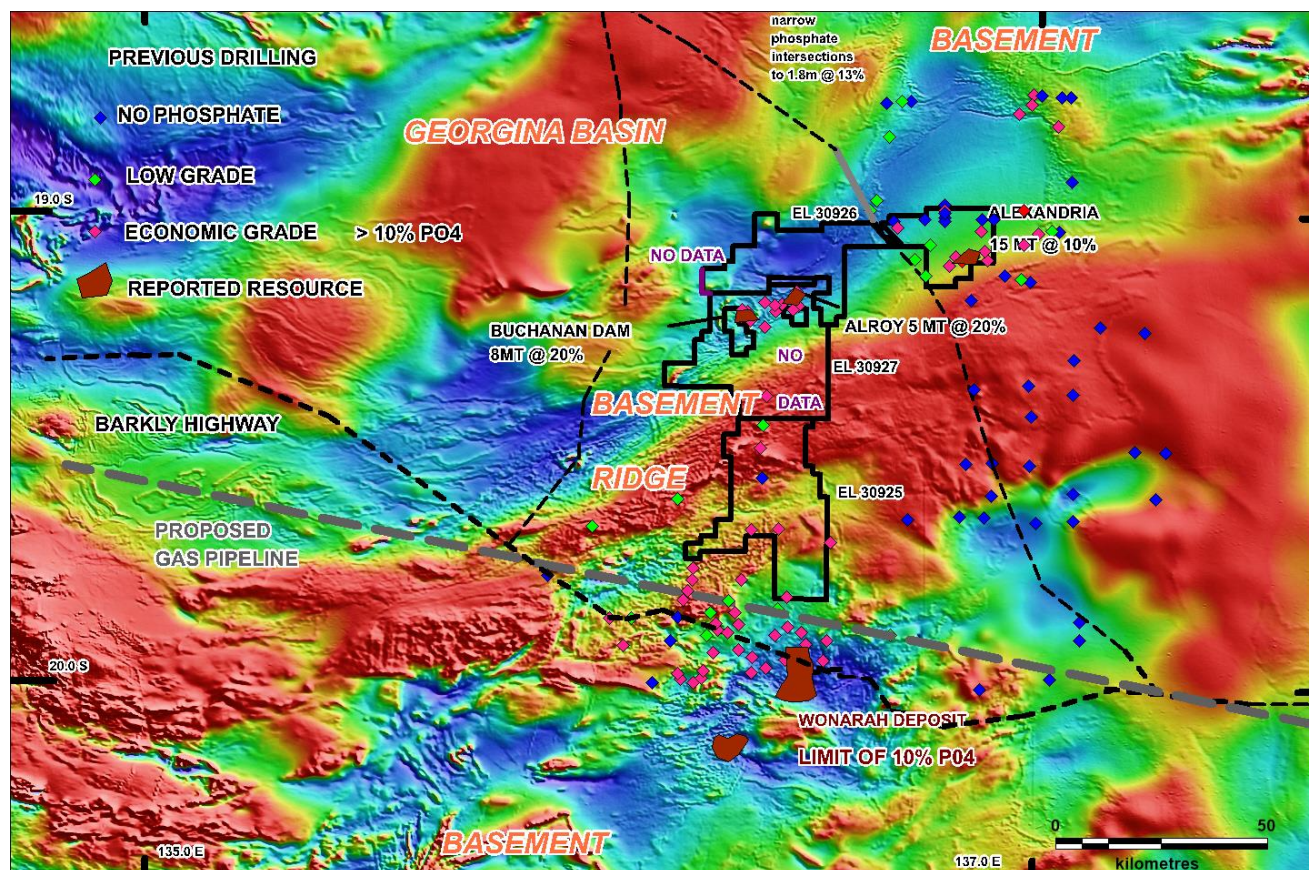 narrow
phosphate
intersections
to 1.8m @ 13%
BASEMENT
PREVIOUS DRILLING
NO PHOSPHATE
GEORGINA BASIN
LOW GRADE
19.0 S
ECONOMIC GRADE > 10% PO4
EL 30926
ALEXANDRIA
15 MT @ 10%
NO DATA
REPORTED RESOURCE
BUCHANAN DAM
8MT @ 20%
ALROY 5 MT @ 20%
NO
DATA
EL 30927
BASEMENT
RIDGE
BARKLY HIGHWAY
EL 30925
PROPOSED
GAS PIPELINE
20.0 S
WONARAH DEPOSIT
LIMIT OF 10% P04
BASEMENT
135.0 E
137.0 E
0 50
kilometres